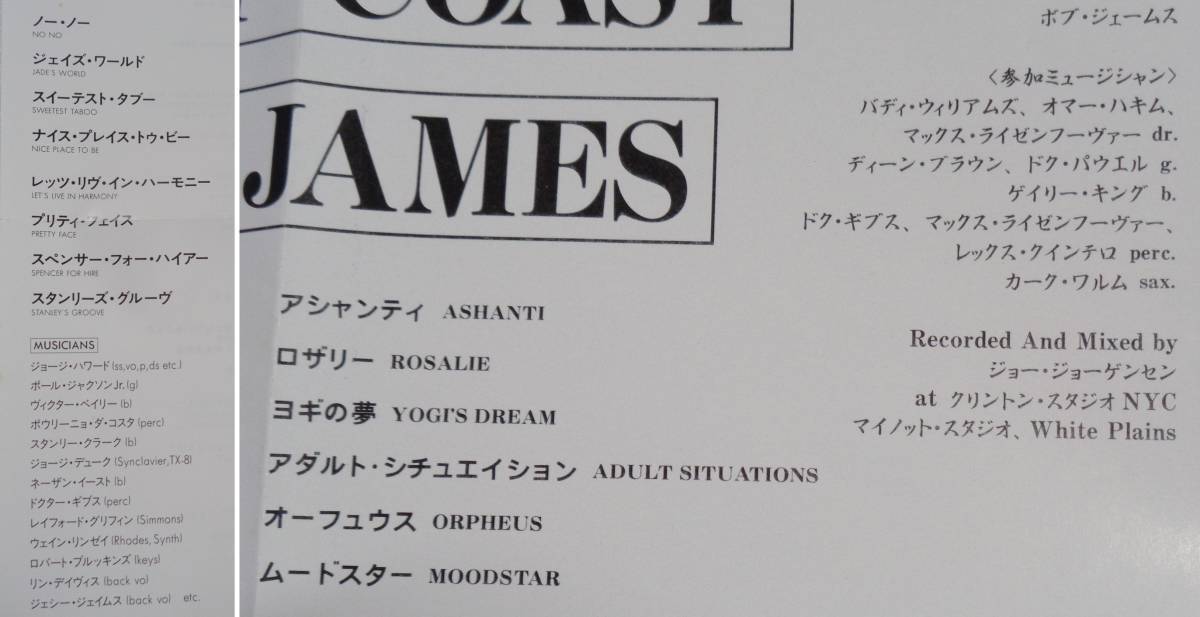 ノー・ノー
NO NO
ジェイズ・ワールド
JADE'S WORLD
スイーテスト・タブー
SWEETEST TABOO
ナイス・プレイス・トゥ・ビー
NICE PLACE TO BE
レッツ・リヴ・イン・ハーモニー
LET'S LIVE IN HARMONY
プリティ・フェイス
PRETTY FACE
スペンサー・フォー・ハイアー
SPENCER FOR HIRE
スタンリーズ・グルーヴ
STANLEY'S GROOVE
MUSICIANS
ジョージ・ハワード(ss,vo,p,ds etc.)
ポール・ジャクソンJr.(g)
ヴィクター・ベイリー(b)
ポウリーニョ・ダ・コスタ(perc)
スタンリー・クラーク(b)
ジョージ・デューク(Synclavier,TX-8)
ネーザン・イースト(b)
ドクター・ギブス(perc)
レイフォード・グリフィン(Simmons)
ウェイン・リンゼイ(Rhodes, Synth)
ロバート・ブルッキンズ(keys)
リン・デイヴィス(back vo)
ジェシー・ジェイムス(back vo) etc.
COAST
JAMES
アシャンティ ASHANTI
ロザリー ROSALIE
ヨギの夢 YOGI'S DREAM
アダルト・シチュエイション ADULT SITUATIONS
オーフュウス ORPHEUS
ムードスター MOODSTAR
ボブ・ジェームス
〈参加ミュージシャン〉
バディ・ウィリアムズ、オマー・ハキム、
マックス・ライゼンフーヴァー dr.
ディーン・ブラウン、ドク・パウエル g.
ゲイリー・キング b.
ドク・ギブス、マックス・ライゼンフーヴァー、
レックス・クインテロ perc.
カーク・ワルム sax.
Recorded And Mixed by
ジョー・ジョーゲンセン
at クリントン・スタジオ NYC
マイノット・スタジオ、White Plains